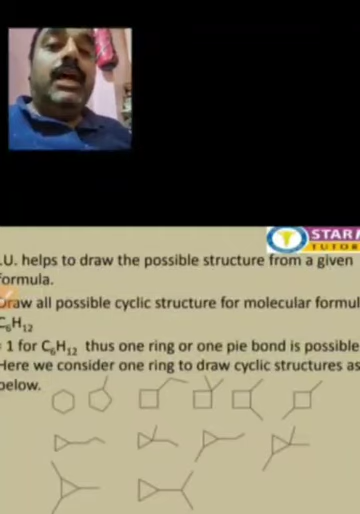 STAR
TUTOR
.U. helps to draw the possible structure from a given
formula.
Draw all possible cyclic structure for molecular formul
C₆H₁₂
= 1 for C₆H₁₂ thus one ring or one pie bond is possible
Here we consider one ring to draw cyclic structures as
below.